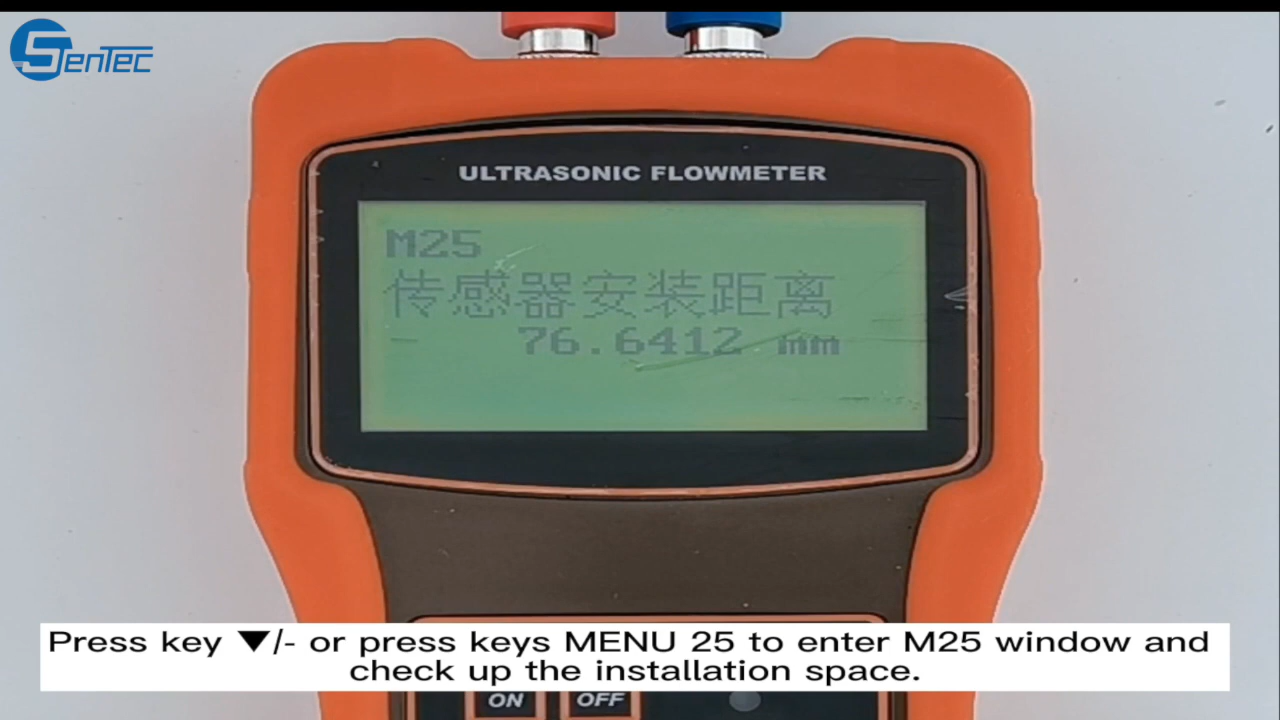 SenTec
ULTRASONIC FLOWMETER
M25
传感器安装距离
76.6412 mm
Press key ▼/- or press keys MENU 25 to enter M25 window and
check up the installation space.
ON OFF